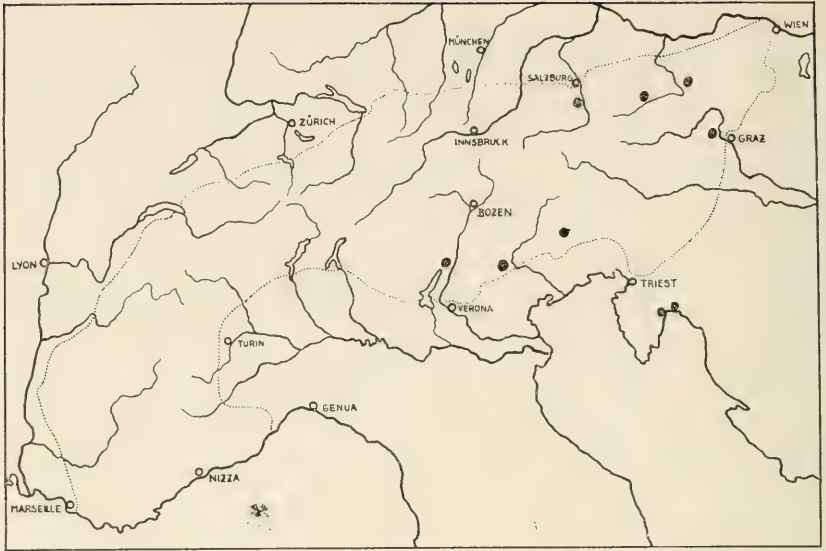 WIEN
MÜNCHEN
SALZBURG
ZÜRICH
INNSBRUCK
GRAZ
BOZEN
LYON
TRIEST
VERONA
TURIN
GENUA
NIZZA
MARSEILLE